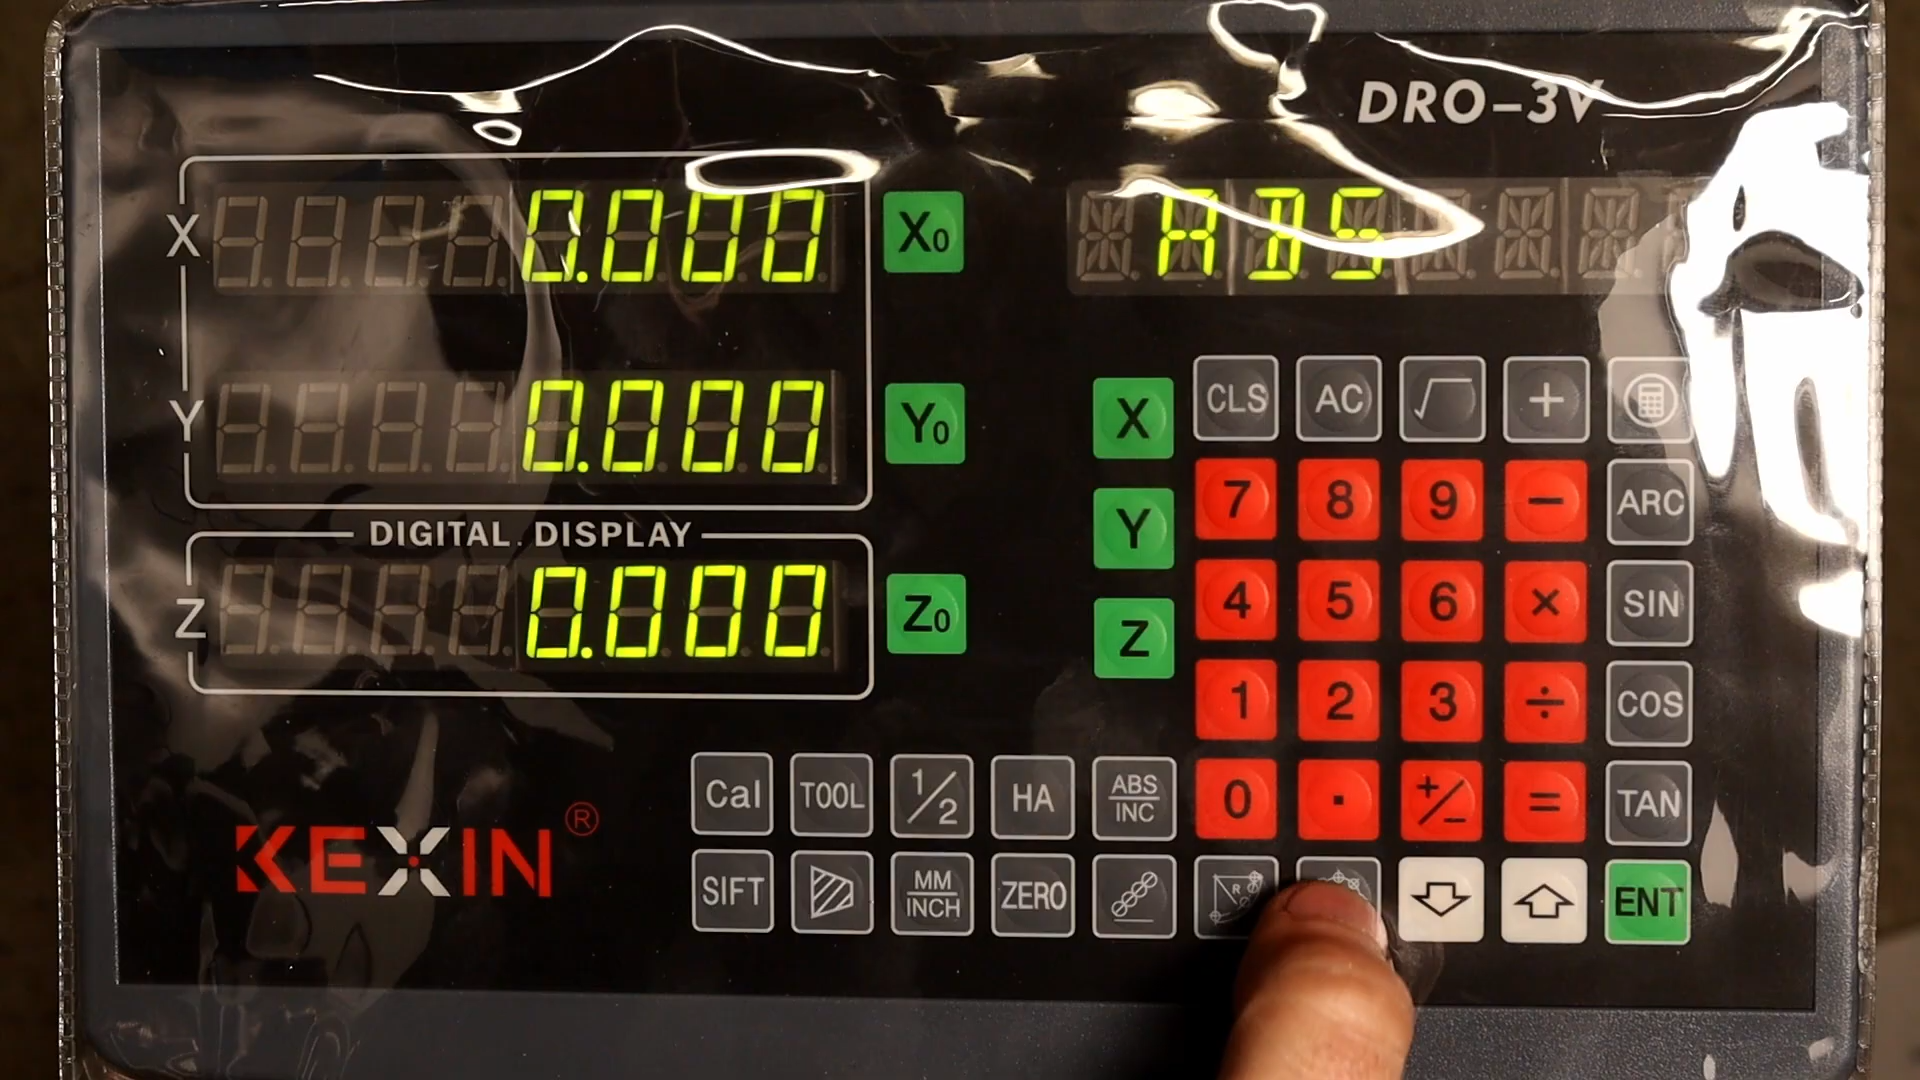 DRO-3V
X 0.000 X0 ABS
Y 0.000 Y0
DIGITAL DISPLAY
Z 0.000 Z0
X CLS AC √ +
7 8 9 - ARC
Y
4 5 6 × SIN
Z
1 2 3 ÷ COS
Cal TOOL 1/2 HA ABS/INC 0 . +/- = TAN
KEXIN®
SIFT MM/INCH ZERO R ENT